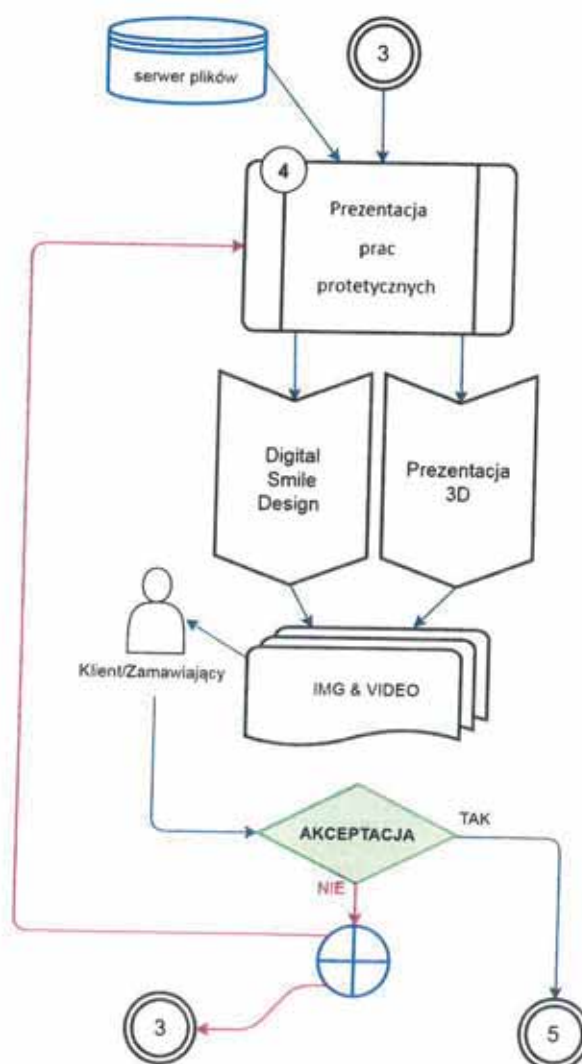 serwer plików
3
4
Prezentacja
prac
protetycznych
Digital
Smile
Design
Prezentacja
3D
Klient/Zamawiający
IMG & VIDEO
AKCEPTACJA
TAK
NIE
3
5